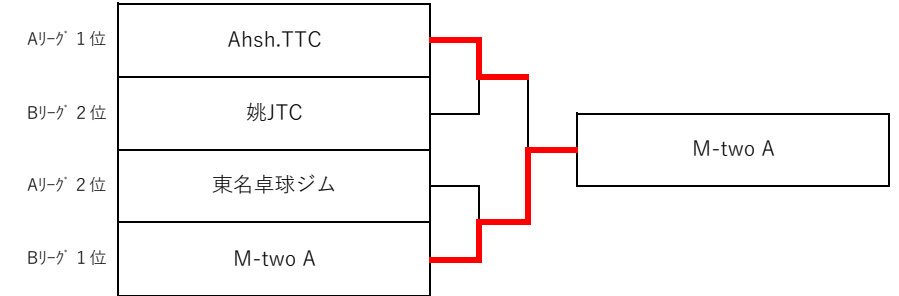 Aﾘｰｸﾞ 1 位 Ahsh.TTC
Bﾘｰｸﾞ 2 位 姚JTC
M-two A
Aﾘｰｸﾞ 2 位 東名卓球ジム
Bﾘｰｸﾞ 1 位 M-two A